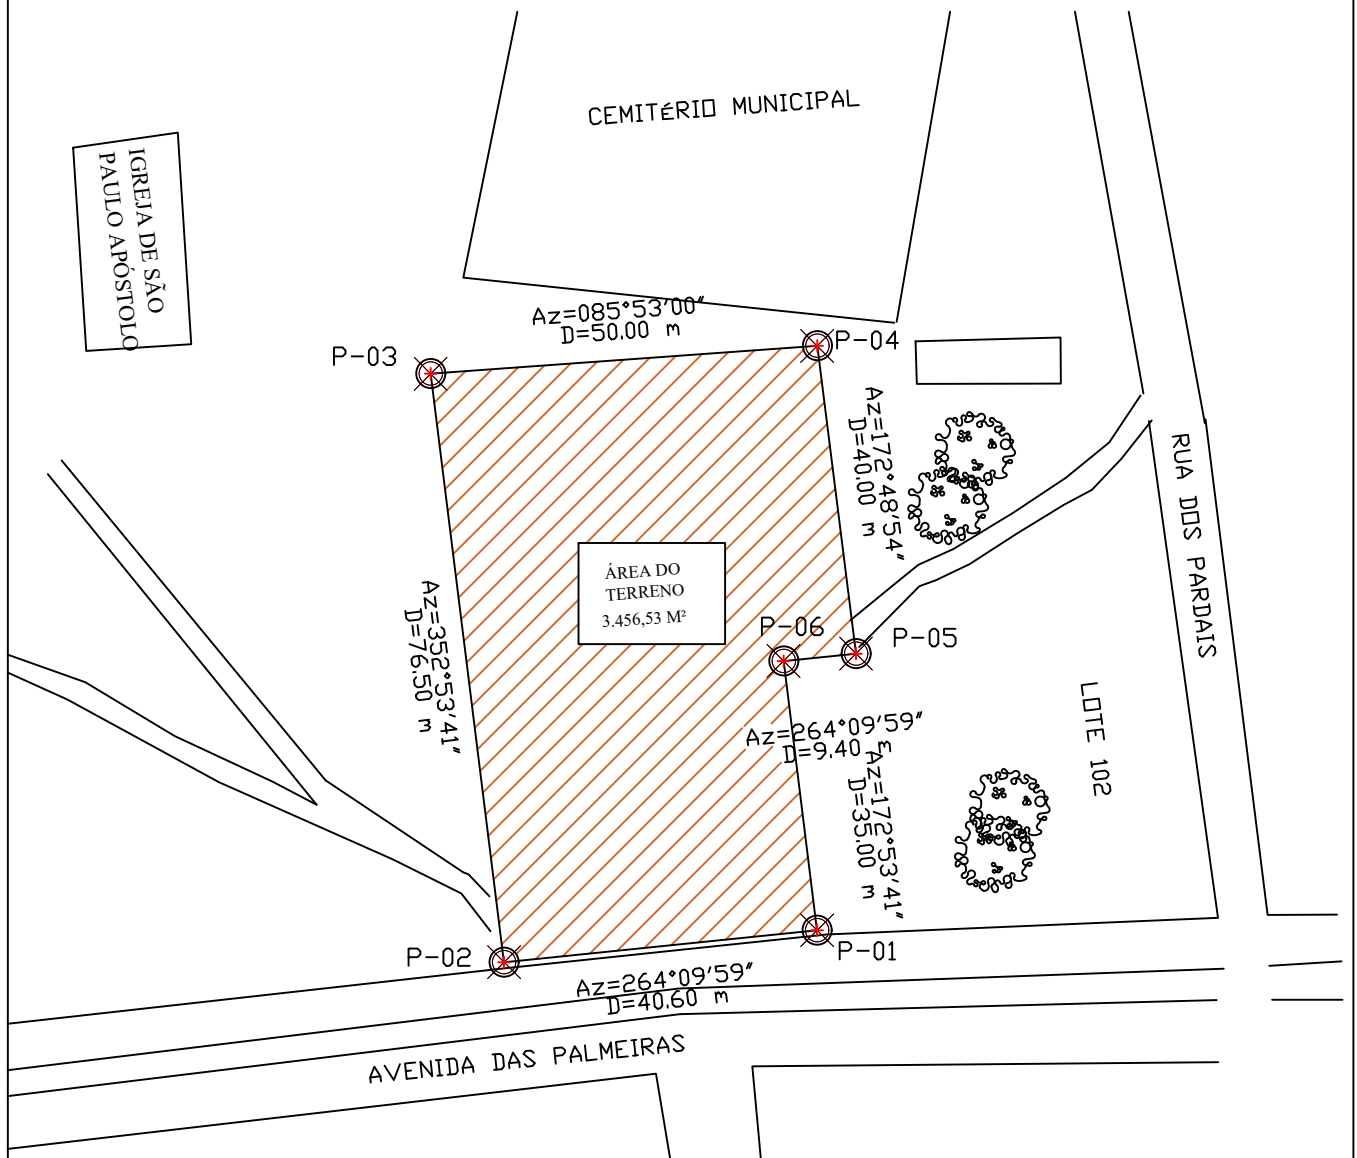 CEMITÉRIO MUNICIPAL
IGREJA DE SÃO
PAULO APÓSTOLO
Az=085°53'00"
D=50.00 m
P-03
P-04
Az=172°48'54"
D=40.00 m
RUA DOS PARDAIS
ÁREA DO
TERRENO
3.456,53 M²
P-06
P-05
Az=352°53'41"
D=76.50 m
Az=264°09'59"
D=9.40 m
LOTE 102
Az=172°53'41"
D=35.00 m
P-02
P-01
Az=264°09'59"
D=40.60 m
AVENIDA DAS PALMEIRAS